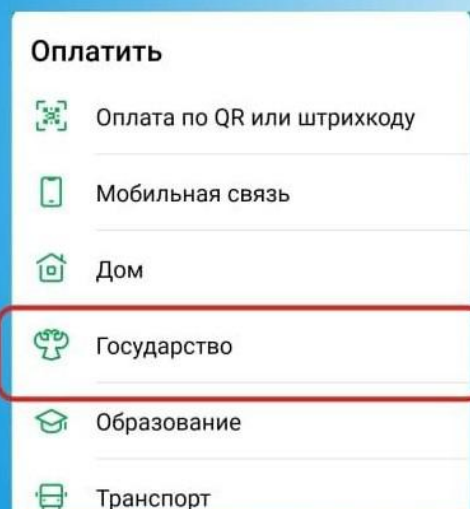 Оплатить
Оплата по QR или штрихкоду
Мобильная связь
Дом
Государство
Образование
Транспорт